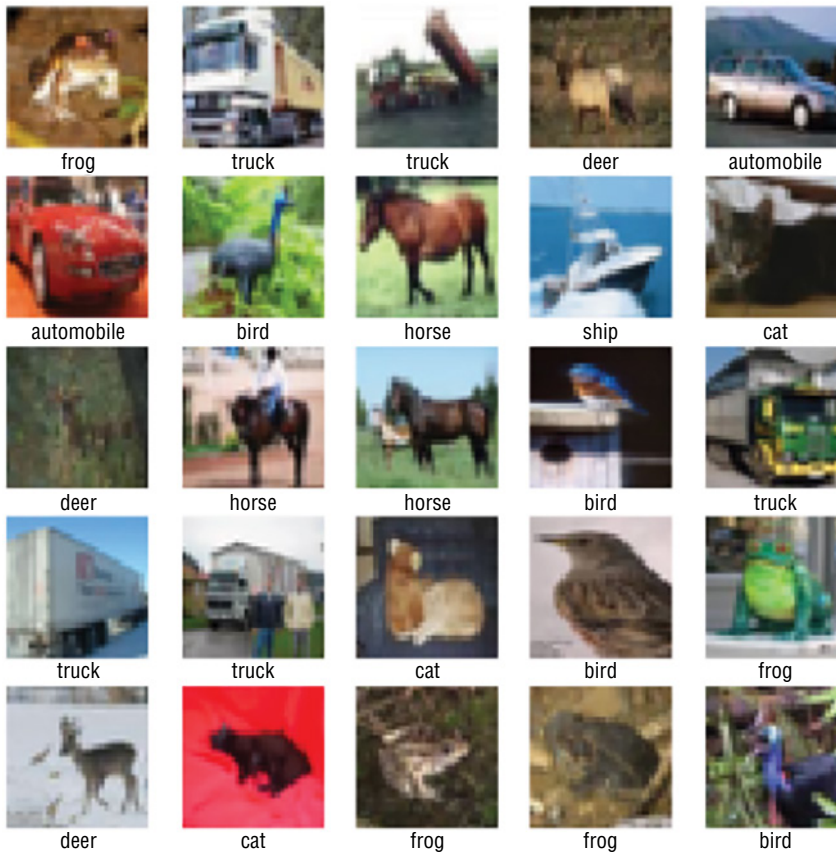 frog truck truck deer automobile
automobile bird horse ship cat
deer horse horse bird truck
truck truck cat bird frog
deer cat frog frog bird